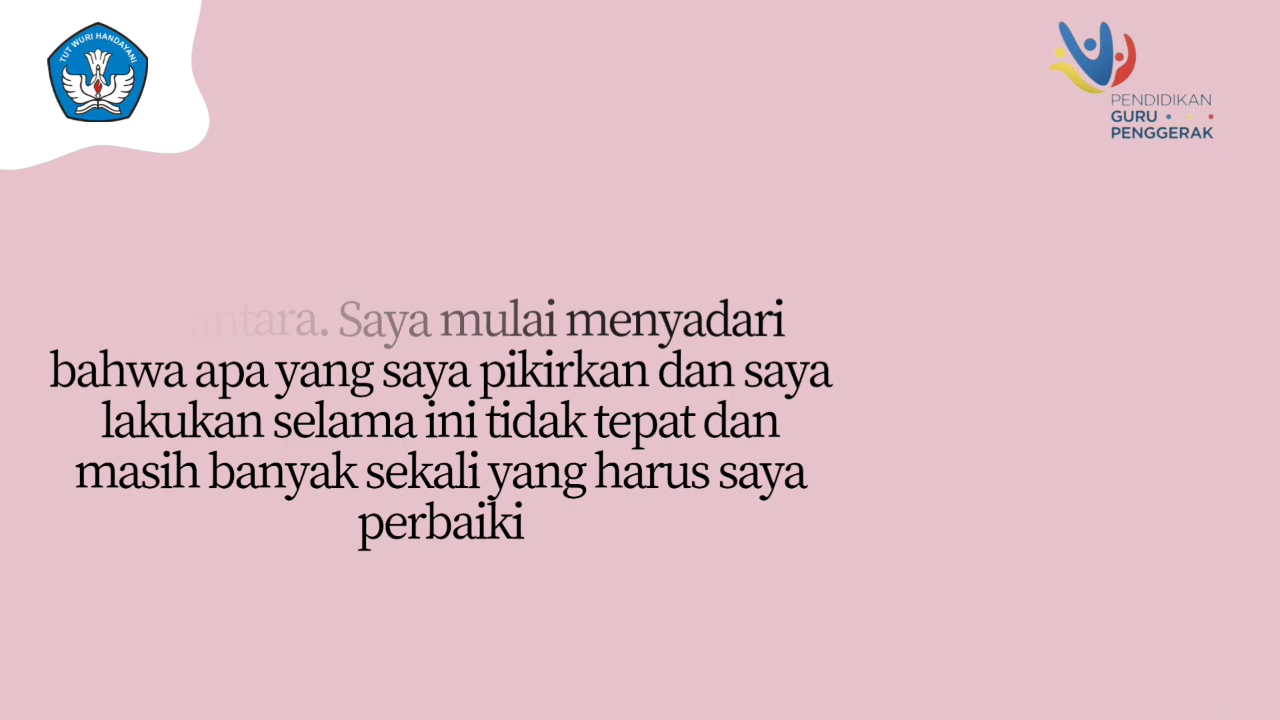 TUT WURI HANDAYANI
PENDIDIKAN
GURU
PENGGERAK
antara. Saya mulai menyadari
bahwa apa yang saya pikirkan dan saya
lakukan selama ini tidak tepat dan
masih banyak sekali yang harus saya
perbaiki